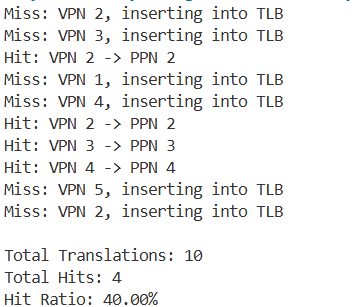 Miss: VPN 2, inserting into TLB
Miss: VPN 3, inserting into TLB
Hit: VPN 2 -> PPN 2
Miss: VPN 1, inserting into TLB
Miss: VPN 4, inserting into TLB
Hit: VPN 2 -> PPN 2
Hit: VPN 3 -> PPN 3
Hit: VPN 4 -> PPN 4
Miss: VPN 5, inserting into TLB
Miss: VPN 2, inserting into TLB
Total Translations: 10
Total Hits: 4
Hit Ratio: 40.00%